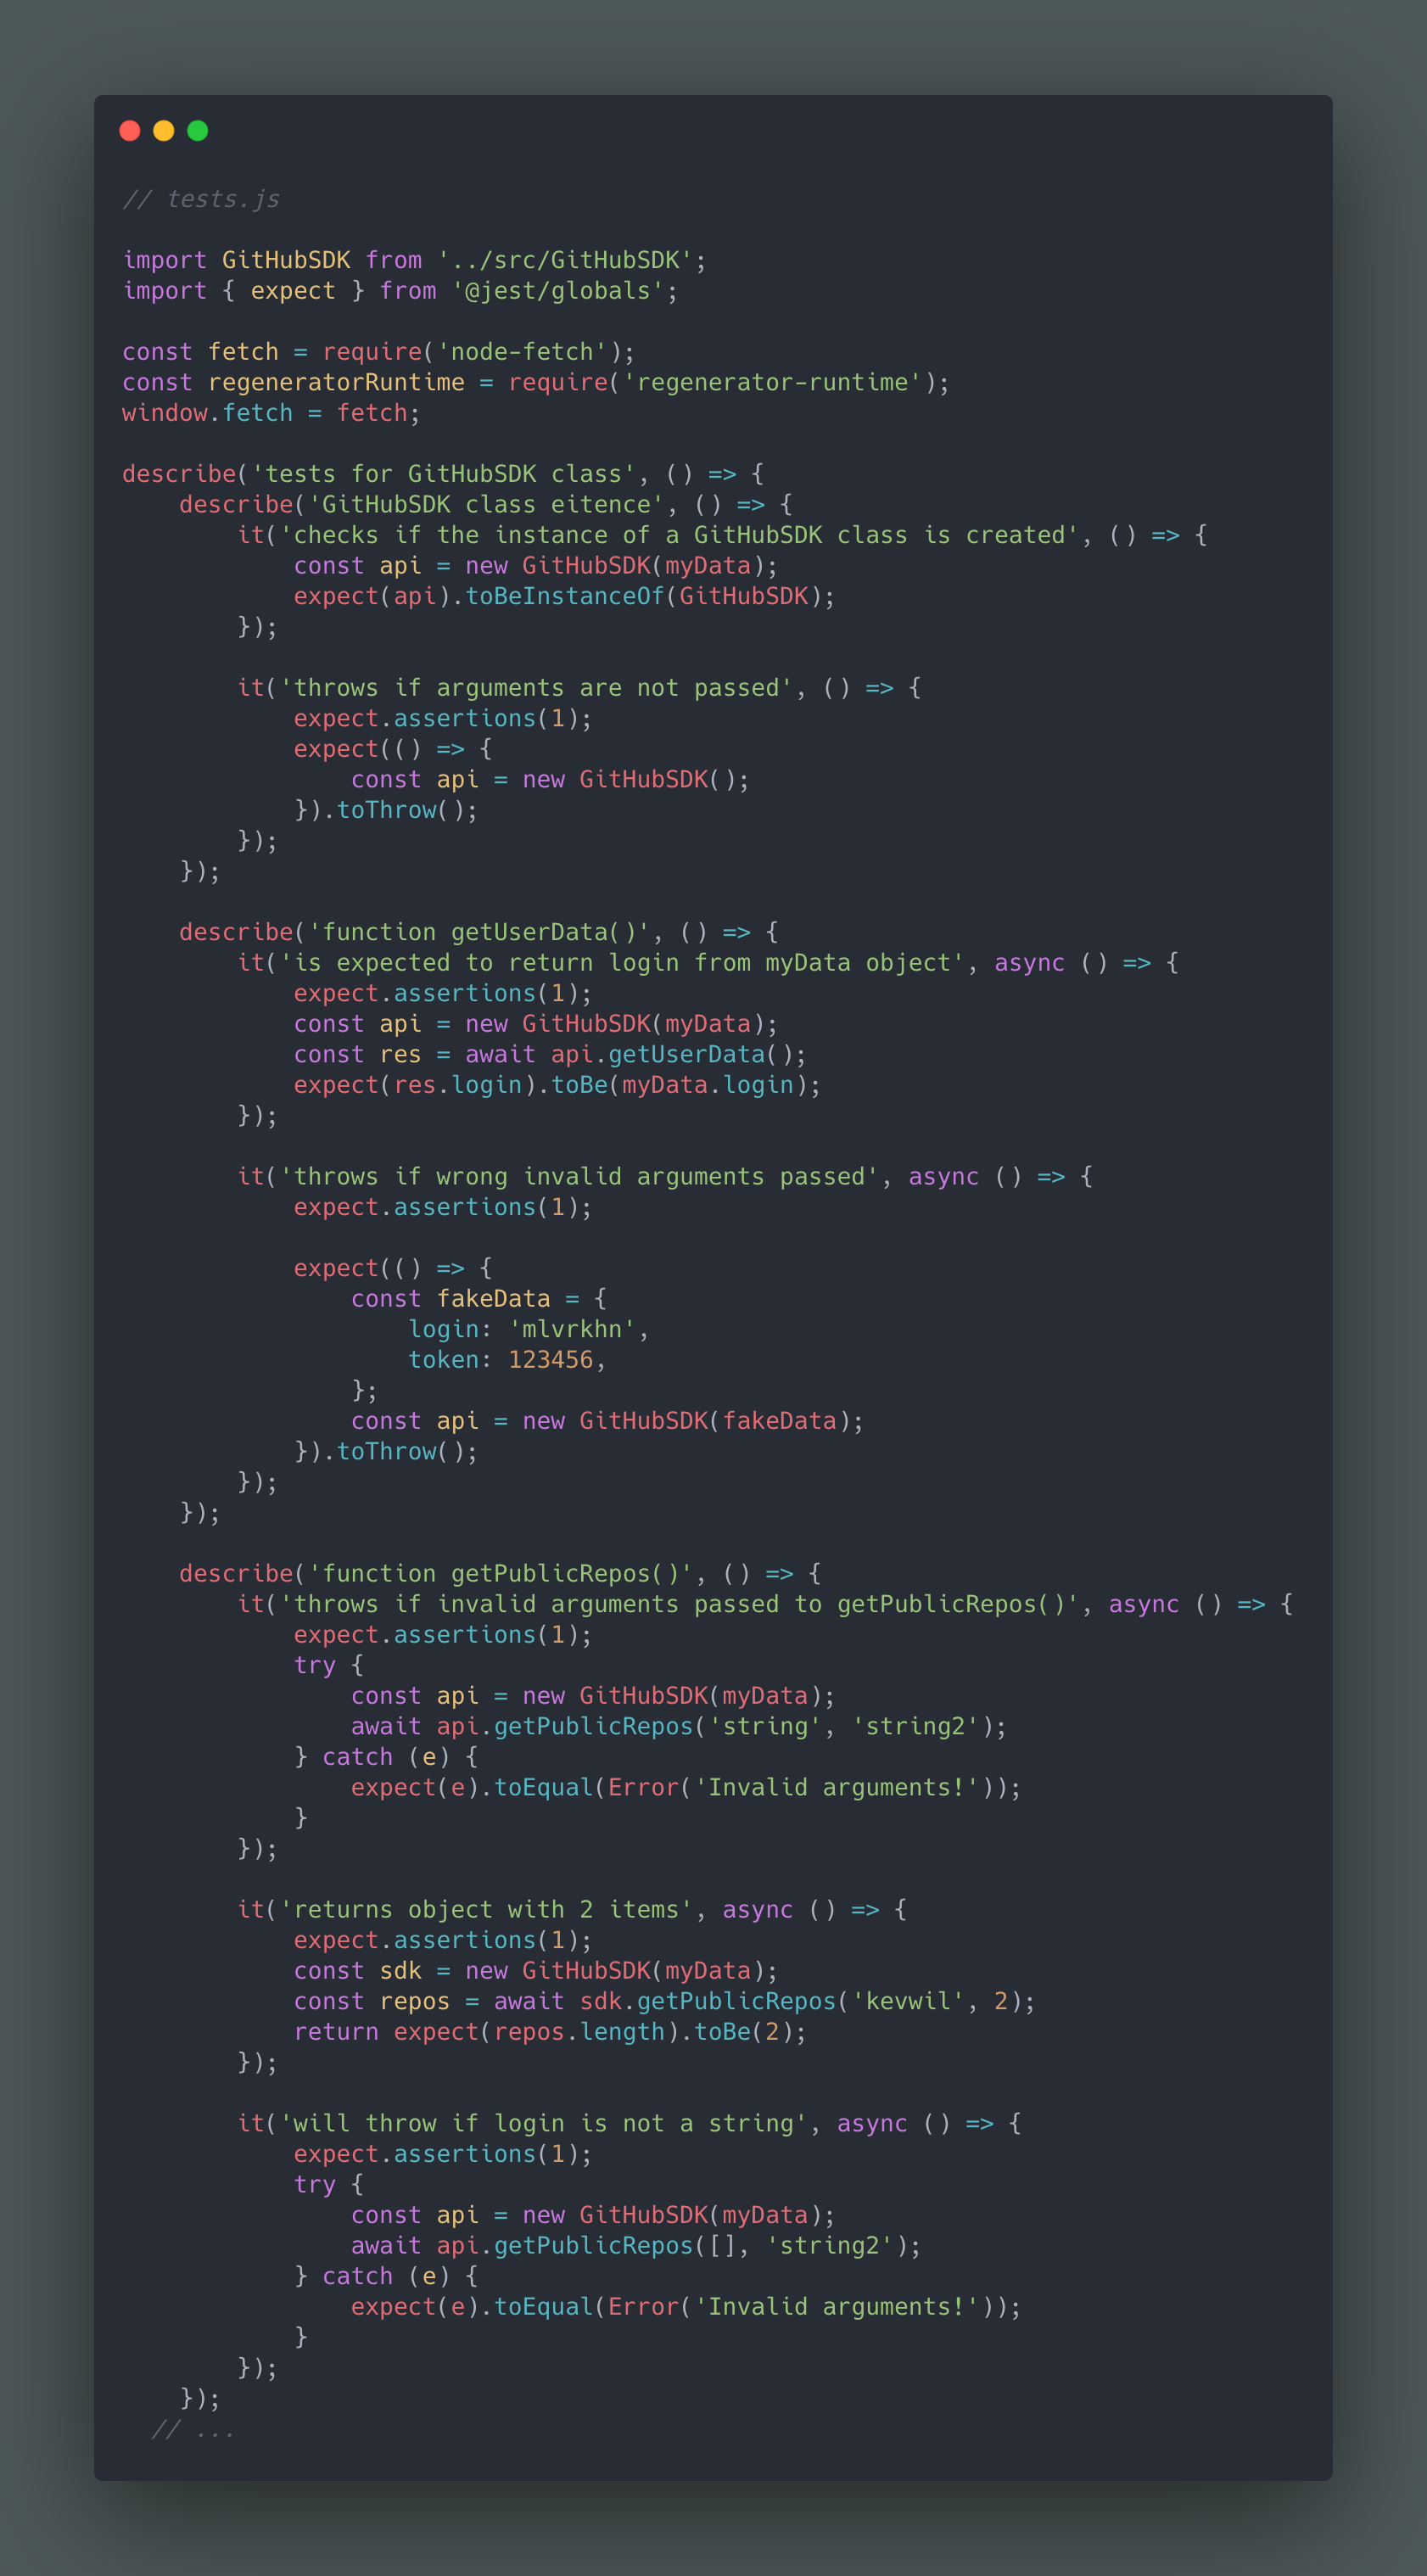 // tests.js

import GitHubSDK from '../src/GitHubSDK';
import { expect } from '@jest/globals';

const fetch = require('node-fetch');
const regeneratorRuntime = require('regenerator-runtime');
window.fetch = fetch;

describe('tests for GitHubSDK class', () => {
    describe('GitHubSDK class eitence', () => {
        it('checks if the instance of a GitHubSDK class is created', () => {
            const api = new GitHubSDK(myData);
            expect(api).toBeInstanceOf(GitHubSDK);
        });

        it('throws if arguments are not passed', () => {
            expect.assertions(1);
            expect(() => {
                const api = new GitHubSDK();
            }).toThrow();
        });
    });

    describe('function getUserData()', () => {
        it('is expected to return login from myData object', async () => {
            expect.assertions(1);
            const api = new GitHubSDK(myData);
            const res = await api.getUserData();
            expect(res.login).toBe(myData.login);
        });

        it('throws if wrong invalid arguments passed', async () => {
            expect.assertions(1);

            expect(() => {
                const fakeData = {
                    login: 'mlvrkhn',
                    token: 123456,
                };
                const api = new GitHubSDK(fakeData);
            }).toThrow();
        });
    });

    describe('function getPublicRepos()', () => {
        it('throws if invalid arguments passed to getPublicRepos()', async () => {
            expect.assertions(1);
            try {
                const api = new GitHubSDK(myData);
                await api.getPublicRepos('string', 'string2');
            } catch (e) {
                expect(e).toEqual(Error('Invalid arguments!'));
            }
        });

        it('returns object with 2 items', async () => {
            expect.assertions(1);
            const sdk = new GitHubSDK(myData);
            const repos = await sdk.getPublicRepos('kevwil', 2);
            return expect(repos.length).toBe(2);
        });

        it('will throw if login is not a string', async () => {
            expect.assertions(1);
            try {
                const api = new GitHubSDK(myData);
                await api.getPublicRepos([], 'string2');
            } catch (e) {
                expect(e).toEqual(Error('Invalid arguments!'));
            }
        });
    });
  // ...